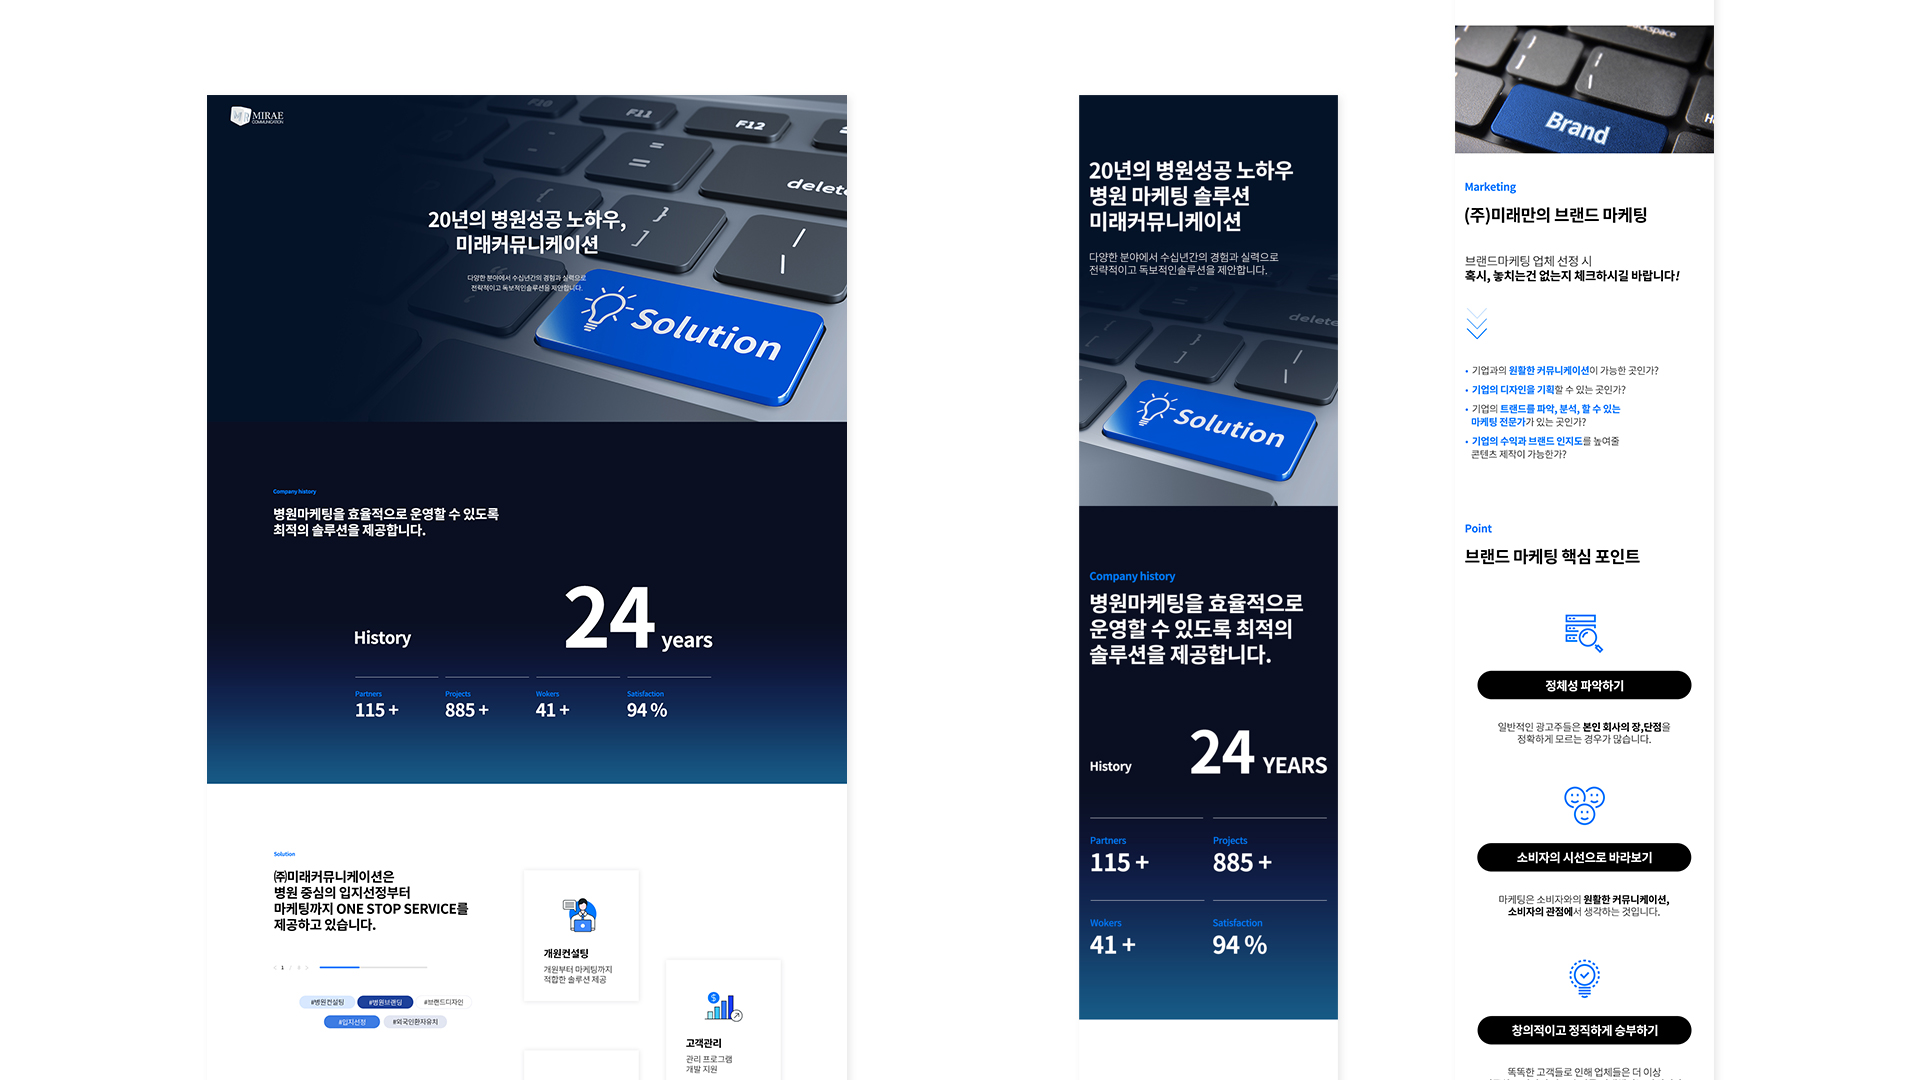 MIRAE
COMMUNICATION
F10
F11
F12
delete
20년의 병원성공 노하우,
미래커뮤니케이션
다양한 분야에서 수십년간의 경험과 실력으로
전략적이고 독보적인솔루션을 제안합니다.
Solution
Company history
병원마케팅을 효율적으로 운영할 수 있도록
최적의 솔루션을 제공합니다.
History
24 years
Partners
115 +
Projects
885 +
Wokers
41 +
Satisfaction
94 %
Solution
㈜미래커뮤니케이션은
병원 중심의 입지선정부터
마케팅까지 ONE STOP SERVICE를
제공하고 있습니다.
1
#병원컨설팅
#병원브랜딩
#브랜드디자인
#입지선정
#외국인환자유치
개원컨설팅
개원부터 마케팅까지
적합한 솔루션 제공
고객관리
관리 프로그램
개발 지원
20년의 병원성공 노하우
병원 마케팅 솔루션
미래커뮤니케이션
다양한 분야에서 수십년간의 경험과 실력으로
전략적이고 독보적인솔루션을 제안합니다.
delete
Solution
Company history
병원마케팅을 효율적으로
운영할 수 있도록 최적의
솔루션을 제공합니다.
History
24 YEARS
Partners
115 +
Projects
885 +
Wokers
41 +
Satisfaction
94 %
Brand
Marketing
(주)미래만의 브랜드 마케팅
브랜드마케팅 업체 선정 시
혹시, 놓치는건 없는지 체크하시길 바랍니다!
• 기업과의 원활한 커뮤니케이션이 가능한 곳인가?
• 기업의 디자인을 기획할 수 있는 곳인가?
• 기업의 트랜드를 파악, 분석, 할 수 있는
마케팅 전문가가 있는 곳인가?
• 기업의 수익과 브랜드 인지도를 높여줄
콘텐츠 제작이 가능한가?
Point
브랜드 마케팅 핵심 포인트
정체성 파악하기
일반적인 광고주들은 본인 회사의 장,단점을
정확하게 모르는 경우가 많습니다.
소비자의 시선으로 바라보기
마케팅은 소비자와의 원활한 커뮤니케이션,
소비자의 관점에서 생각하는 것입니다.
창의적이고 정직하게 승부하기
똑똑한 고객들로 인해 업체들은 더 이상